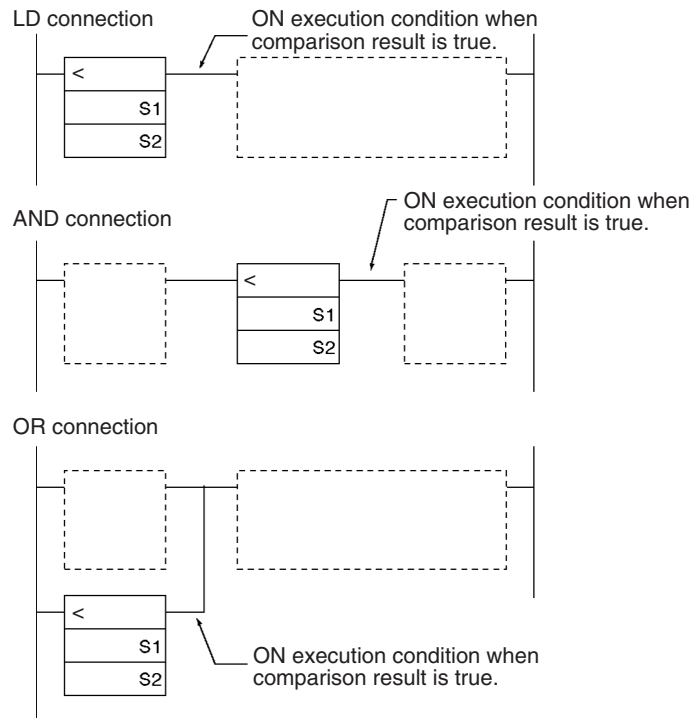 LD connection
ON execution condition when
comparison result is true.
<
S1
S2
AND connection
ON execution condition when
comparison result is true.
<
S1
S2
OR connection
<
S1
S2
ON execution condition when
comparison result is true.